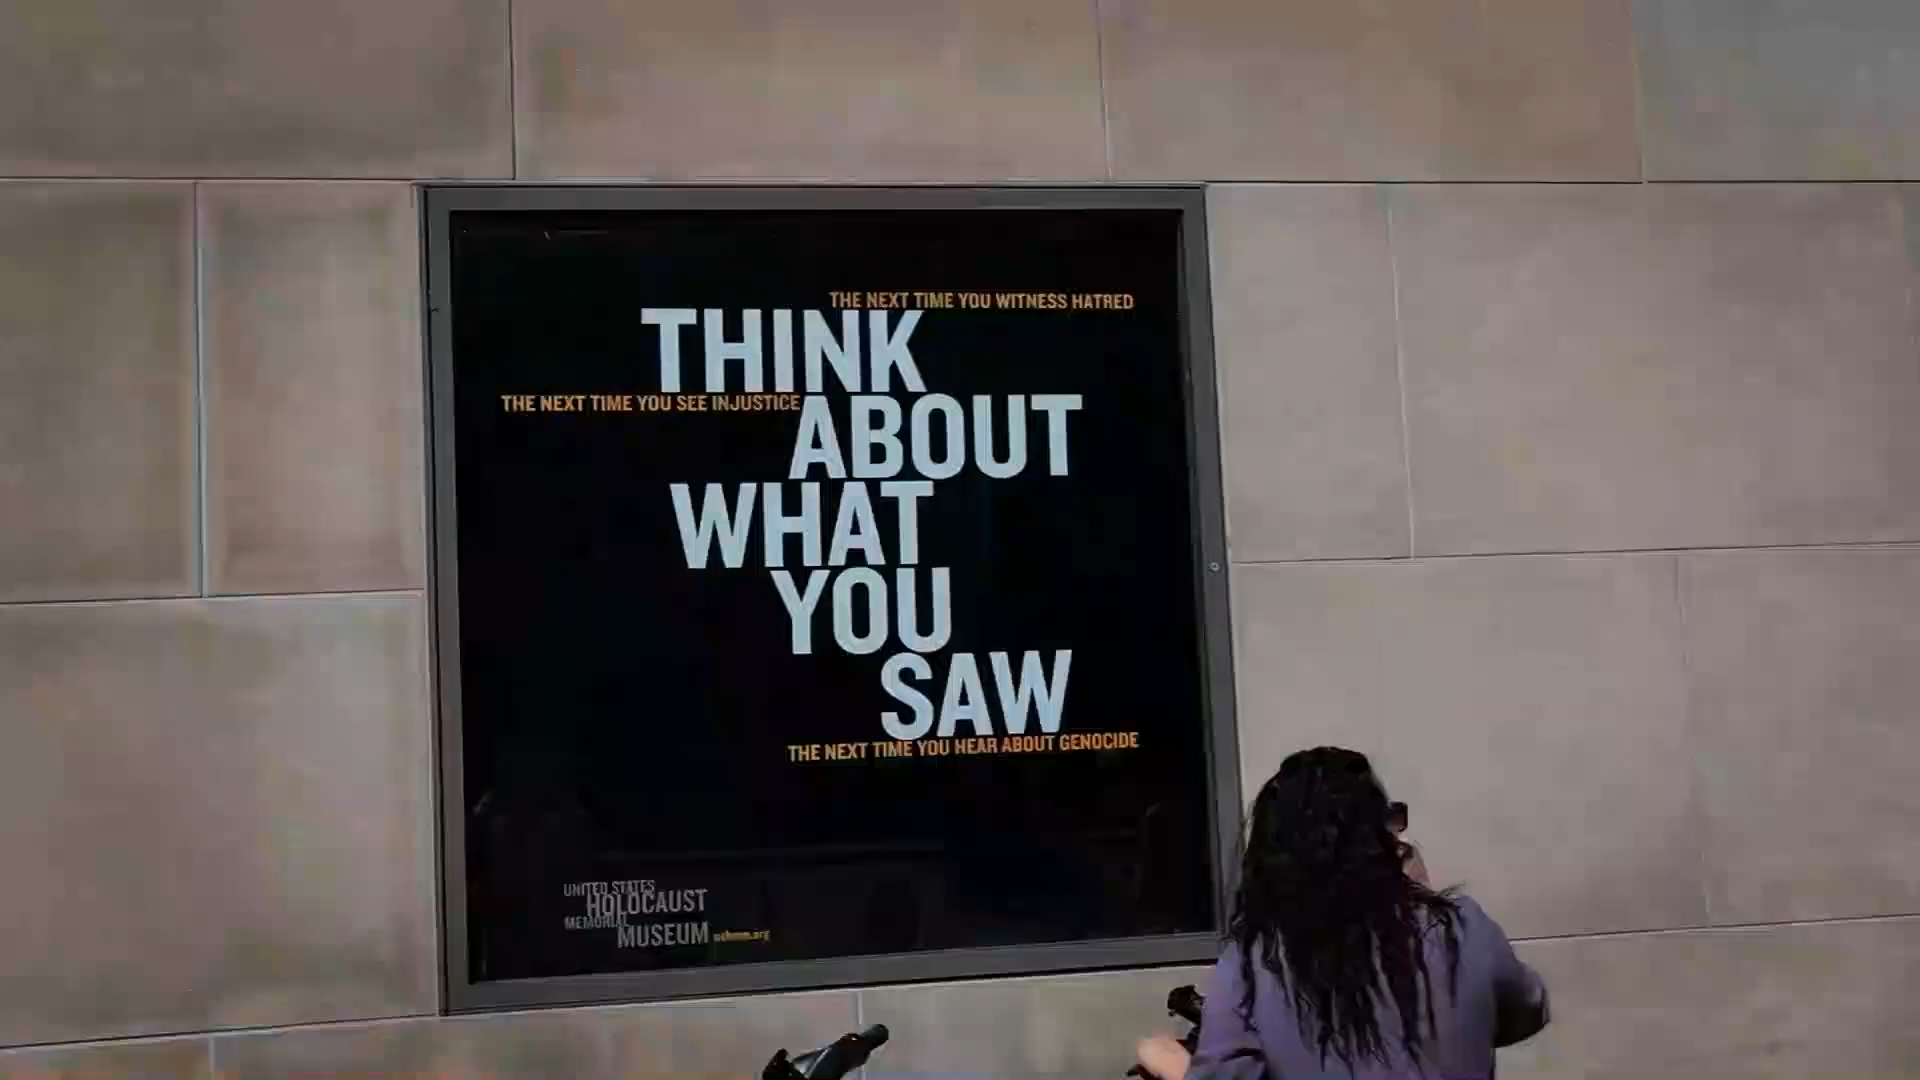 THE NEXT TIME YOU WITNESS HATRED
THINK
THE NEXT TIME YOU SEE INJUSTICE
ABOUT
WHAT
YOU
SAW
THE NEXT TIME YOU HEAR ABOUT GENOCIDE
UNITED STATES
HOLOCAUST
MEMORIAL
MUSEUM ushmm.org